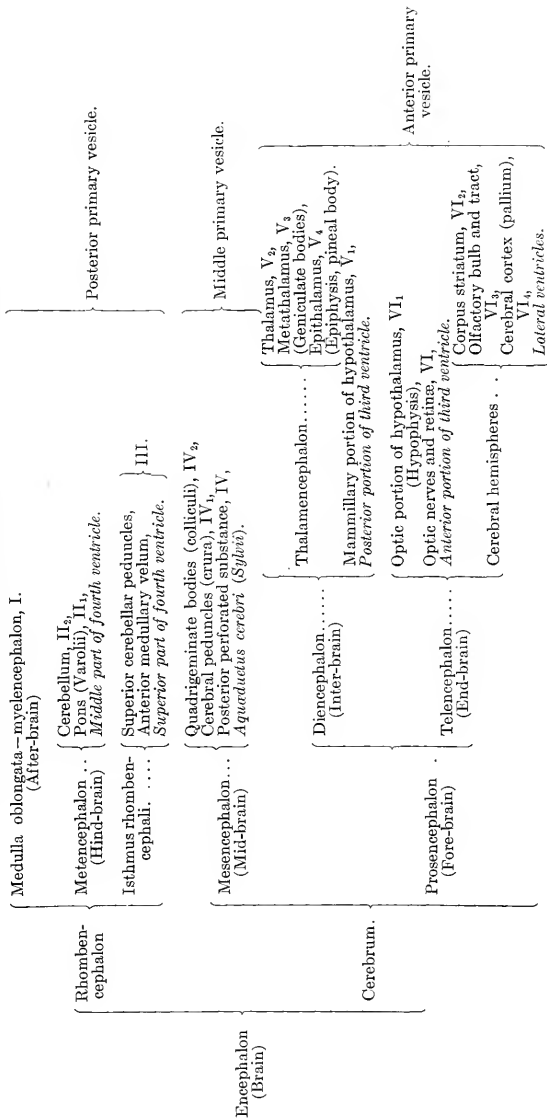 Encephalon
(Brain)
Rhomben-
cephalon
Medulla oblongata—myelencephalon, I.
(After-brain)
Metencephalon ..
(Hind-brain)
Cerebellum, II₂,
Pons (Varolii), II₁,
Middle part of fourth ventricle.
Isthmus rhomben-
cephali. .....
Superior cerebellar peduncles,
Anterior medullary velum,
Superior part of fourth ventricle.
III.
Posterior primary vesicle.
Cerebrum.
Mesencephalon...
(Mid-brain)
Quadrigeminate bodies (colliculi), IV₂,
Cerebral peduncles (crura), IV₁,
Posterior perforated substance, IV,
Aquæductus cerebri (Sylvii).
Middle primary vesicle.
Prosencephalon .
(Fore-brain)
Diencephalon......
(Inter-brain)
Thalamencephalon......
Thalamus, V₂,
Metathalamus, V₃
(Geniculate bodies),
Epithalamus, V₄
(Epiphysis, pineal body).
Mammillary portion of hypothalamus, V₁,
Posterior portion of third ventricle.
Telencephalon.....
(End-brain)
Optic portion of hypothalamus, VI₁
(Hypophysis),
Optic nerves and retinæ, VI,
Anterior portion of third ventricle.
Cerebral hemispheres . .
Corpus striatum, VI₂,
Olfactory bulb and tract,
VI₃,
Cerebral cortex (pallium),
VI₄,
Lateral ventricles.
Anterior primary
vesicle.